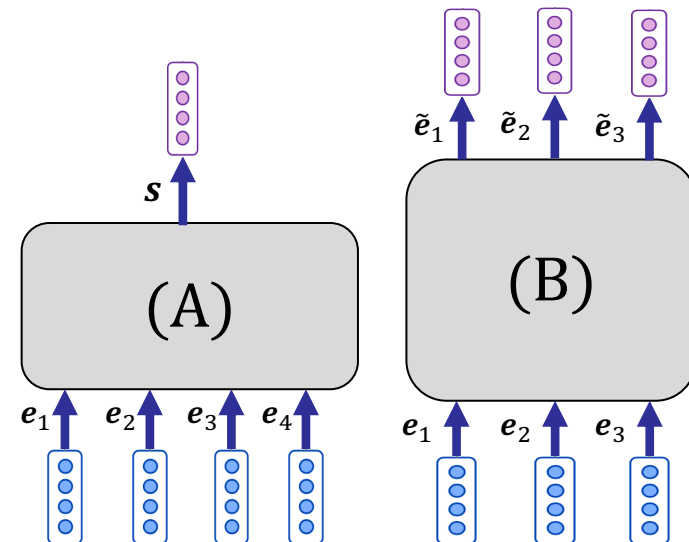 s
(A)
e₁ e₂ e₃ e₄
ẽ₁ ẽ₂ ẽ₃
(B)
e₁ e₂ e₃